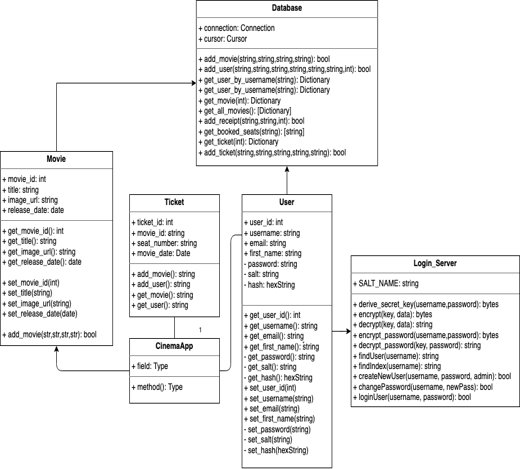 Database
+ connection: Connection
+ cursor: Cursor
+ add_movie(string,string,string,string): bool
+ add_user(string,string,string,string,string,string,int): bool
+ get_user_by_username(string): Dictionary
+ get_user_by_username(string): Dictionary
+ get_movie(int): Dictionary
+ get_all_movies(): [Dictionary]
+ add_receipt(string,string,int): bool
+ get_booked_seats(string): [string]
+ get_ticket(int): Dictionary
+ add_ticket(string,string,string,string,string): bool
Movie
+ movie_id: int
+ title: string
+ image_url: string
+ release_date: date
+ get_movie_id(): int
+ get_title(): string
+ get_image_url(): string
+ get_release_date(): date
+ set_movie_id(int)
+ set_title(string)
+ set_image_url(string)
+ set_release_date(date)
+ add_movie(str,str,str,str): bool
Ticket
+ ticket_id: int
+ movie_id: string
+ seat_number: string
+ movie_date: Date
+ add_movie(): string
+ add_user(): string
+ get_movie(): string
+ get_user(): string
1
CinemaApp
+ field: Type
+ method(): Type
User
+ user_id: int
+ username: string
+ email: string
+ first_name: string
- password: string
- salt: string
- hash: hexString
+ get_user_id(): int
+ get_username(): string
+ get_email(): string
+ get_first_name(): string
- get_password(): string
- get_salt(): string
- get_hash(): hexString
+ set_user_id(int)
+ set_username(string)
+ set_email(string)
+ set_first_name(string)
- set_password(string)
- set_salt(string)
- set_hash(hexString)
Login_Server
+ SALT_NAME: string
+ derive_secret_key(username,password): bytes
+ encrypt(key, data): bytes
+ decrypt(key, data): string
+ encrypt_password(username,password): bytes
+ decrypt_password(key, password): string
+ findUser(username): string
+ findIndex(username): string
+ createNewUser(username, password, admin): bool
+ changePassword(username, newPass): bool
+ loginUser(username, password): bool